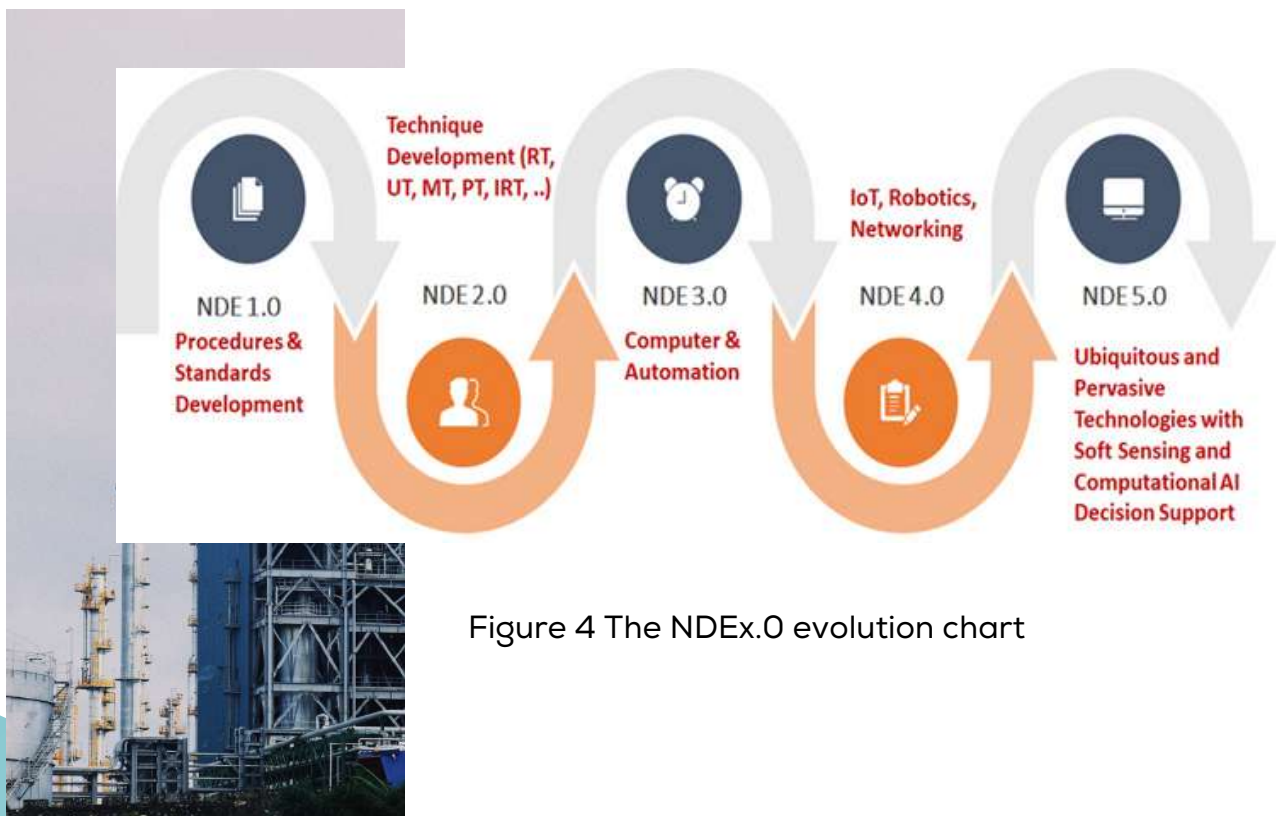 NDE 1.0
Procedures &
Standards
Development
Technique
Development (RT,
UT, MT, PT, IRT, ..)
NDE 2.0
NDE 3.0
Computer &
Automation
IoT, Robotics,
Networking
NDE 4.0
NDE 5.0
Ubiquitous and
Pervasive
Technologies with
Soft Sensing and
Computational AI
Decision Support
Figure 4 The NDEx.0 evolution chart